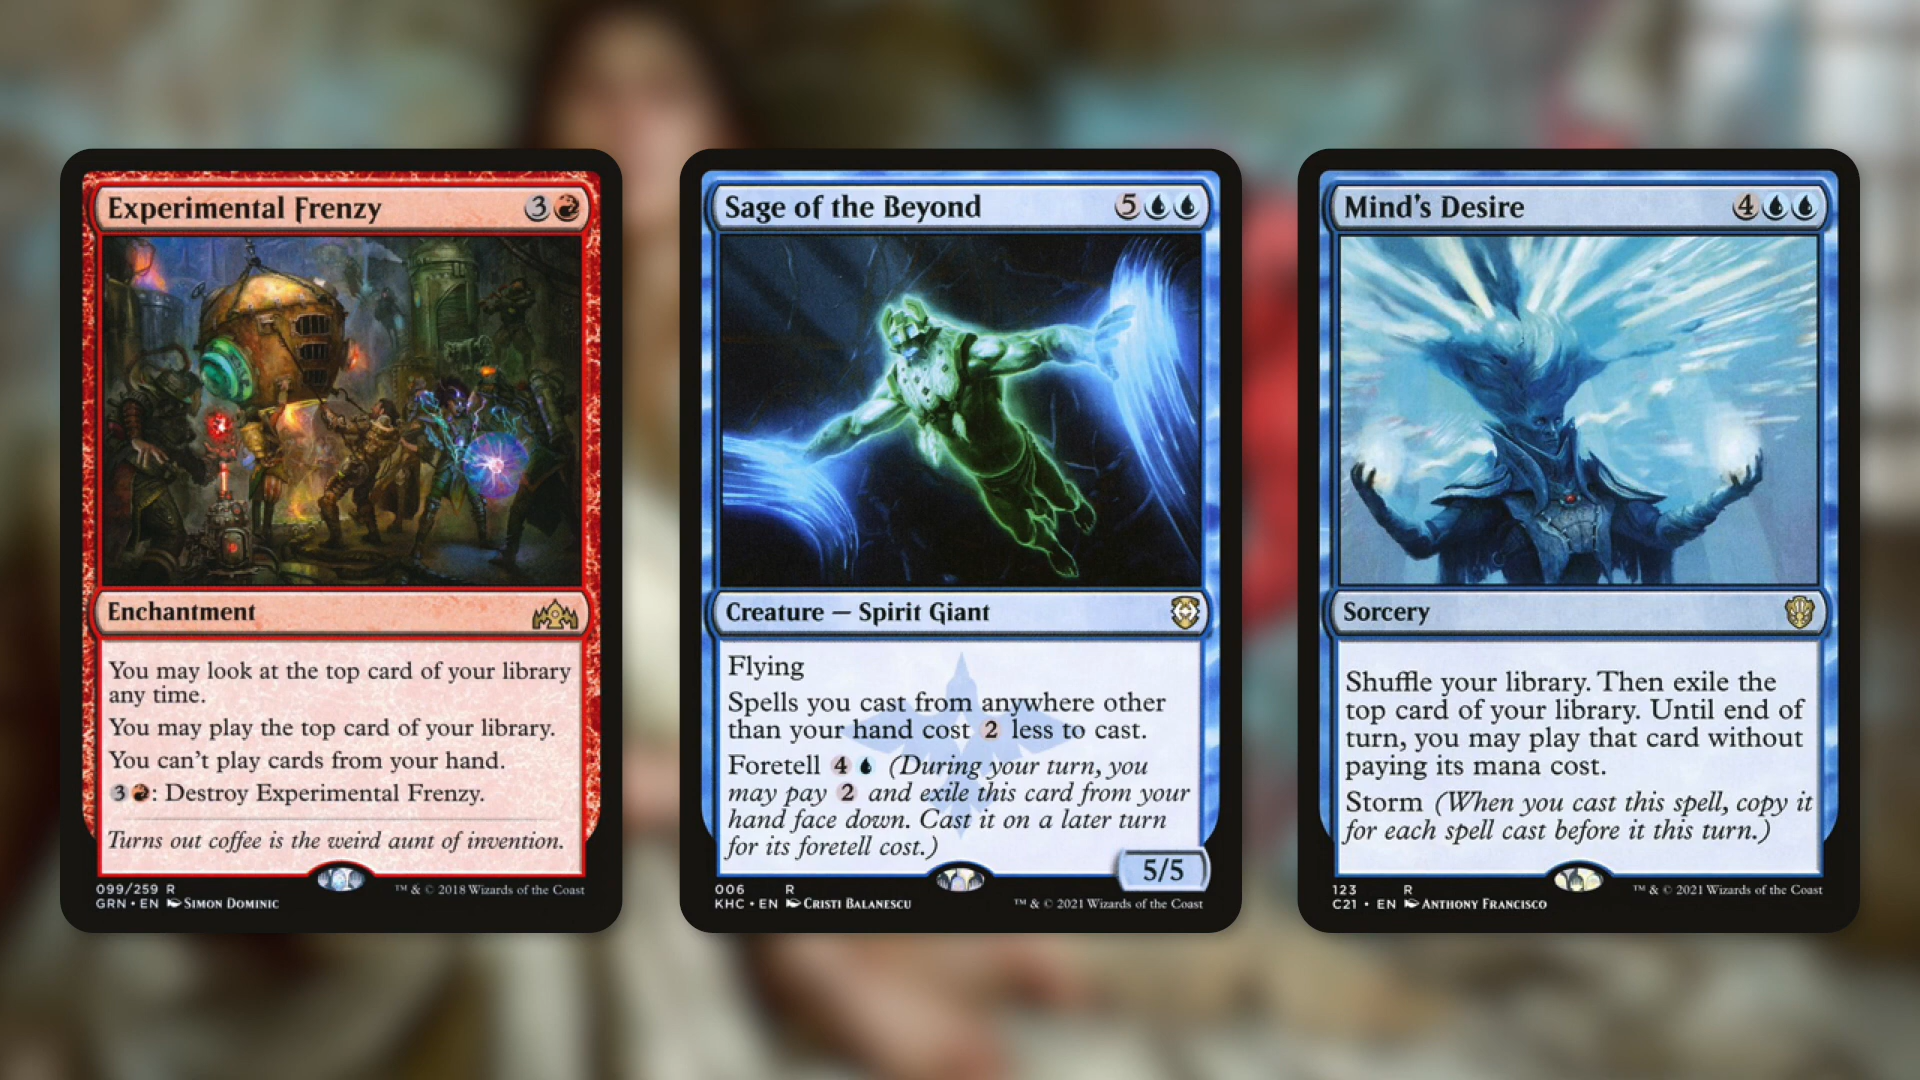 Experimental Frenzy 3
Enchantment
You may look at the top card of your library
any time.
You may play the top card of your library.
You can't play cards from your hand.
3 : Destroy Experimental Frenzy.
Turns out coffee is the weird aunt of invention.
099/259 R
GRN • EN SIMON DOMINIC
™ & © 2018 Wizards of the Coast
Sage of the Beyond 5
Creature — Spirit Giant
Flying
Spells you cast from anywhere other
than your hand cost 2 less to cast.
Foretell 4 (During your turn, you
may pay 2 and exile this card from your
hand face down. Cast it on a later turn
for its foretell cost.)
5/5
006 R
KHC • EN CRISTI BALANESCU
™ & © 2021 Wizards of the Coast
Mind's Desire 4
Sorcery
Shuffle your library. Then exile the
top card of your library. Until end of
turn, you may play that card without
paying its mana cost.
Storm (When you cast this spell, copy it
for each spell cast before it this turn.)
123 R
C21 • EN ANTHONY FRANCISCO
™ & © 2021 Wizards of the Coast